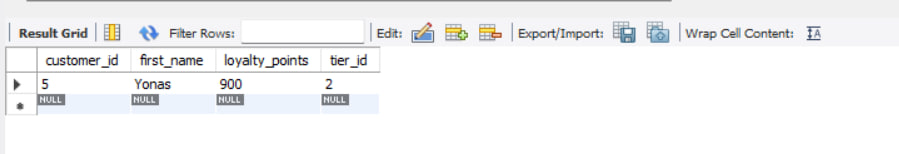 Result Grid Filter Rows: Edit: Export/Import: Wrap Cell Content: IA
customer_id first_name loyalty_points tier_id
5 Yonas 900 2
NULL NULL NULL NULL